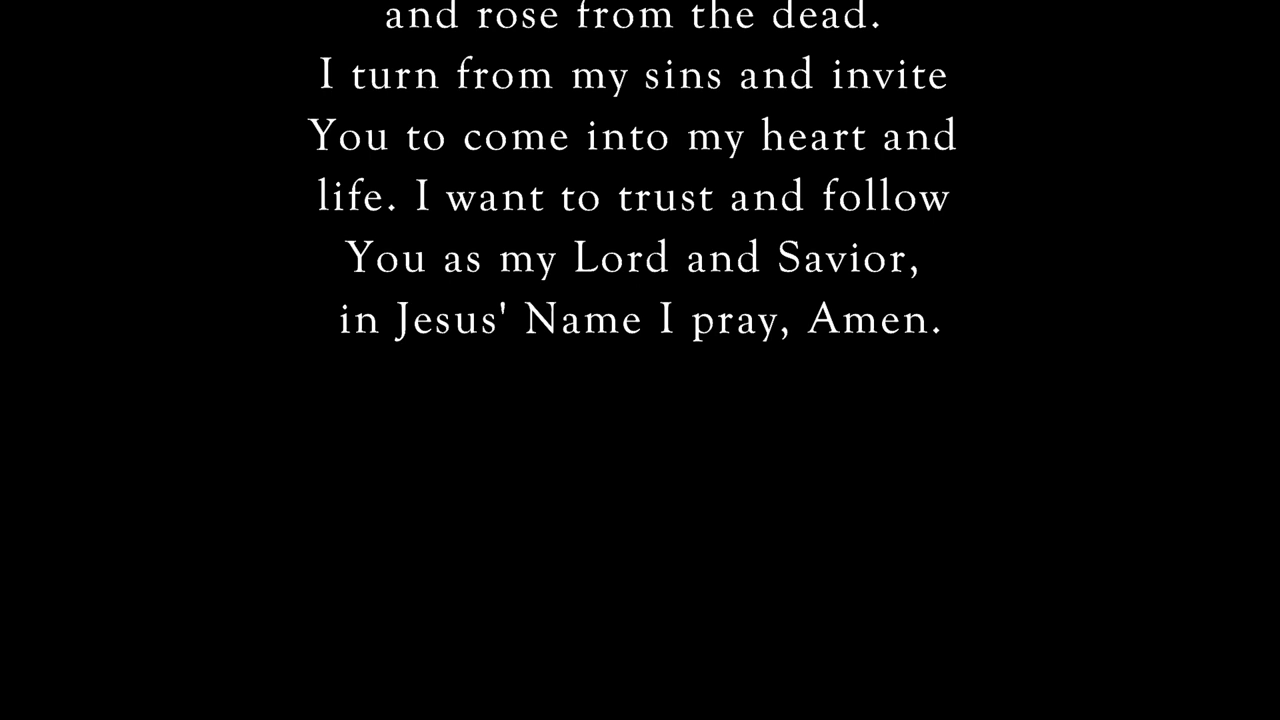 and rose from the dead.
I turn from my sins and invite
You to come into my heart and
life. I want to trust and follow
You as my Lord and Savior,
in Jesus' Name I pray, Amen.